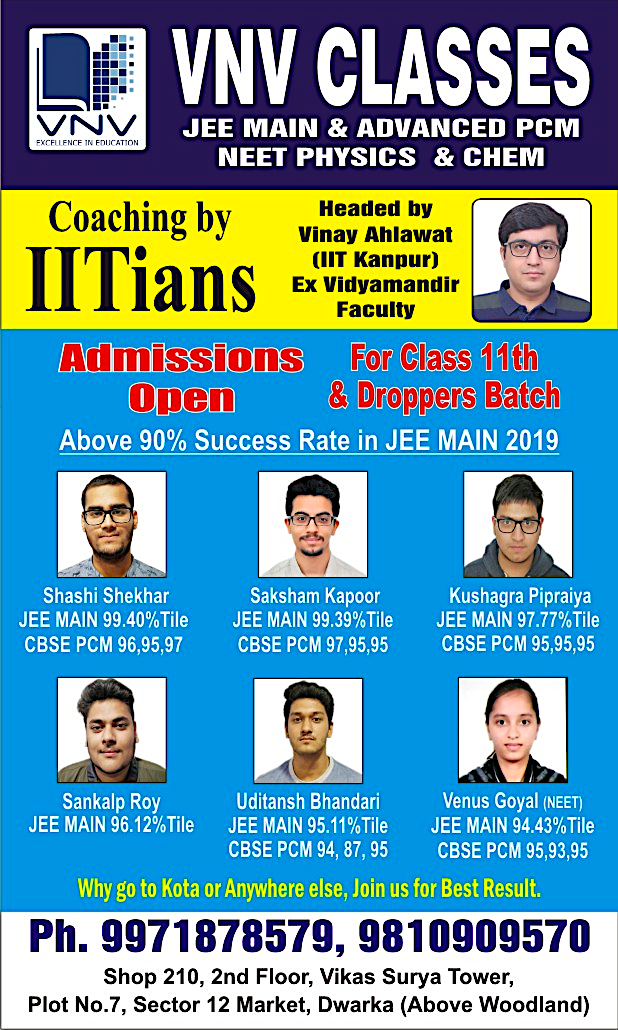 VNV
EXCELLENCE IN EDUCATION
VNV CLASSES
JEE MAIN & ADVANCED PCM
NEET PHYSICS & CHEM
Coaching by
IITians
Headed by
Vinay Ahlawat
(IIT Kanpur)
Ex Vidyamandir
Faculty
Admissions
Open
For Class 11th
& Droppers Batch
Above 90% Success Rate in JEE MAIN 2019
Shashi Shekhar
JEE MAIN 99.40%Tile
CBSE PCM 96,95,97
Saksham Kapoor
JEE MAIN 99.39%Tile
CBSE PCM 97,95,95
Kushagra Pipraiya
JEE MAIN 97.77%Tile
CBSE PCM 95,95,95
Sankalp Roy
JEE MAIN 96.12%Tile
Uditansh Bhandari
JEE MAIN 95.11%Tile
CBSE PCM 94, 87, 95
Venus Goyal (NEET)
JEE MAIN 94.43%Tile
CBSE PCM 95,93,95
Why go to Kota or Anywhere else, Join us for Best Result.
Ph. 9971878579, 9810909570
Shop 210, 2nd Floor, Vikas Surya Tower,
Plot No.7, Sector 12 Market, Dwarka (Above Woodland)